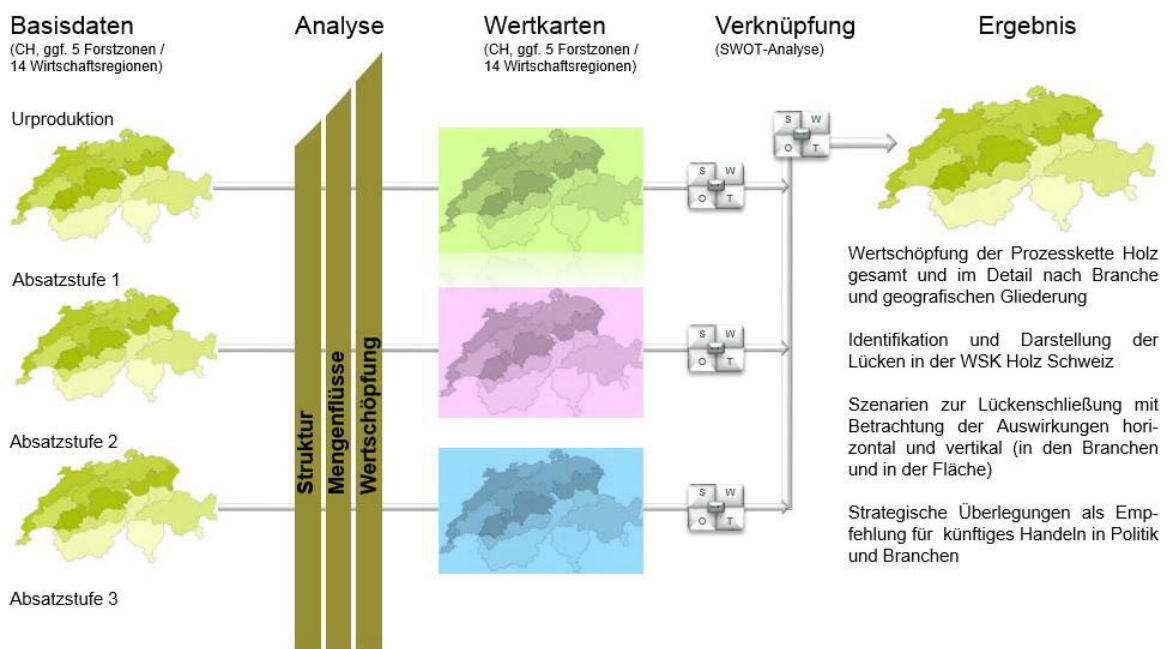 Basisdaten
(CH, ggf. 5 Forstzonen /
14 Wirtschaftsregionen)
Analyse
Wertkarten
(CH, ggf. 5 Forstzonen /
14 Wirtschaftsregionen)
Verknüpfung
(SWOT-Analyse)
Ergebnis
Urproduktion
Absatzstufe 1
Absatzstufe 2
Absatzstufe 3
Struktur
Mengenflüsse
Wertschöpfung
S W
O T
S W
O T
S W
O T
S W
O T
Wertschöpfung der Prozesskette Holz
gesamt und im Detail nach Branche
und geografischen Gliederung
Identifikation und Darstellung der
Lücken in der WSK Holz Schweiz
Szenarien zur Lückenschließung mit
Betrachtung der Auswirkungen hori-
zontal und vertikal (in den Branchen
und in der Fläche)
Strategische Überlegungen als Emp-
fehlung für künftiges Handeln in Politik
und Branchen